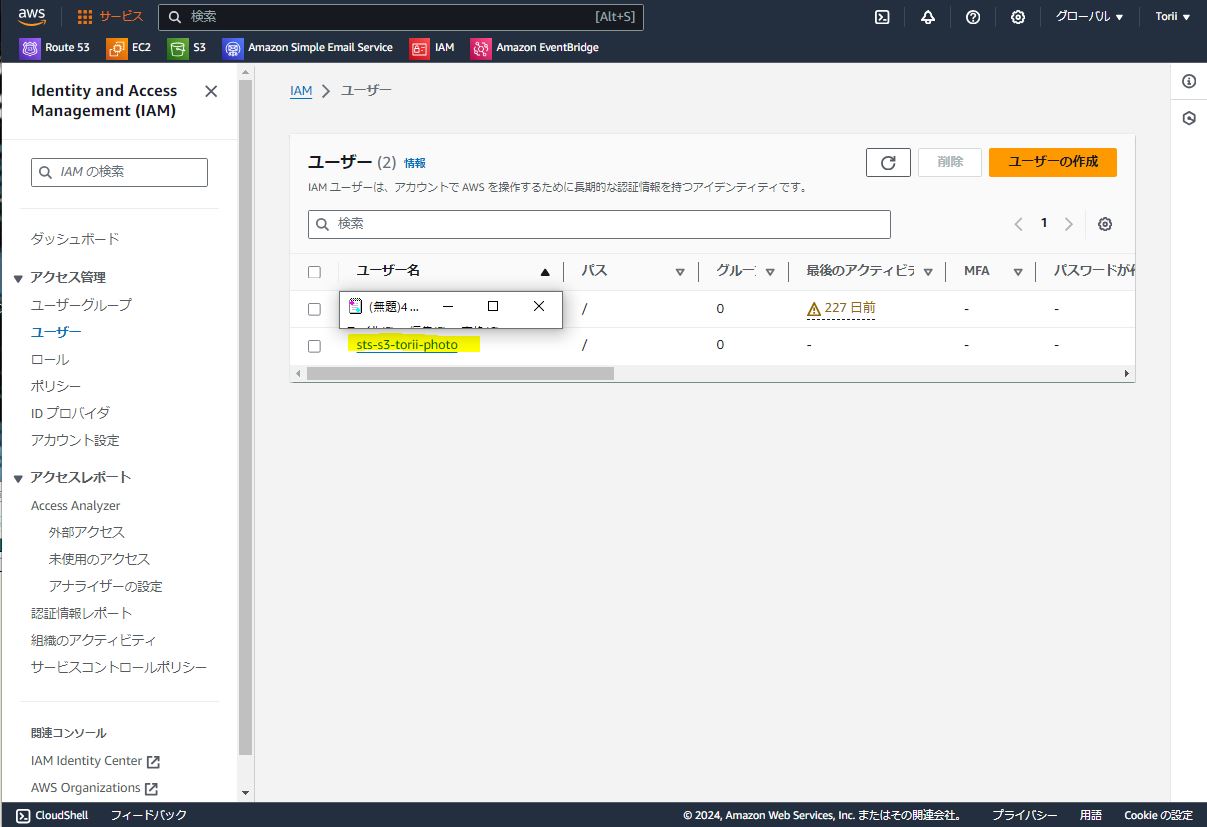 aws
サービス
検索
[Alt+S]
グローバル
Torii
Route 53
EC2
S3
Amazon Simple Email Service
IAM
Amazon EventBridge
Identity and Access
Management (IAM)
IAM の検索
ダッシュボード
アクセス管理
ユーザーグループ
ユーザー
ロール
ポリシー
ID プロバイダ
アカウント設定
アクセスレポート
Access Analyzer
外部アクセス
未使用のアクセス
アナライザーの設定
認証情報レポート
組織のアクティビティ
サービスコントロールポリシー
関連コンソール
IAM Identity Center
AWS Organizations
IAM
ユーザー
ユーザー (2) 情報
削除
ユーザーの作成
IAM ユーザーは、アカウントで AWS を操作するために長期的な認証情報を持つアイデンティティです。
検索
1
ユーザー名
パス
グルー
最後のアクティビテ
MFA
パスワードが
(無題)4 ...
/
0
227 日前
-
-
sts-s3-torii-photo
/
0
-
-
-
CloudShell
フィードバック
© 2024, Amazon Web Services, Inc. またはその関連会社。
プライバシー
用語
Cookie の設定